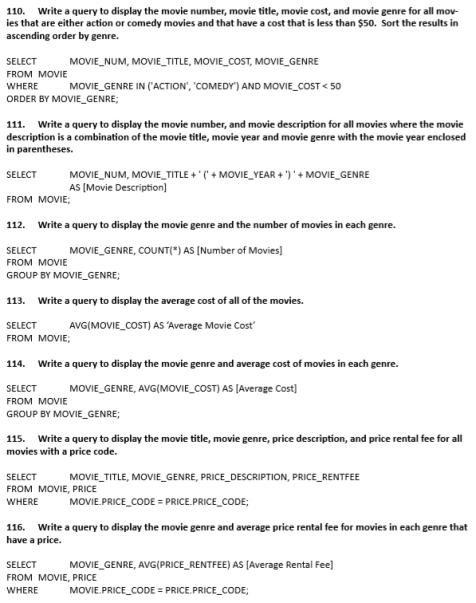 110. Write a query to display the movie number, movie title, movie cost, and movie genre for all mov-
ies that are either action or comedy movies and that have a cost that is less than $50. Sort the results in
ascending order by genre.
SELECT MOVIE_NUM, MOVIE_TITLE, MOVIE_COST, MOVIE_GENRE
FROM MOVIE
WHERE MOVIE_GENRE IN ('ACTION', 'COMEDY') AND MOVIE_COST < 50
ORDER BY MOVIE_GENRE;
111. Write a query to display the movie number, and movie description for all movies where the movie
description is a combination of the movie title, movie year and movie genre with the movie year enclosed
in parentheses.
SELECT MOVIE_NUM, MOVIE_TITLE + ' (' + MOVIE_YEAR + ') ' + MOVIE_GENRE
AS [Movie Description]
FROM MOVIE;
112. Write a query to display the movie genre and the number of movies in each genre.
SELECT MOVIE_GENRE, COUNT(*) AS [Number of Movies]
FROM MOVIE
GROUP BY MOVIE_GENRE;
113. Write a query to display the average cost of all of the movies.
SELECT AVG(MOVIE_COST) AS 'Average Movie Cost'
FROM MOVIE;
114. Write a query to display the movie genre and average cost of movies in each genre.
SELECT MOVIE_GENRE, AVG(MOVIE_COST) AS [Average Cost]
FROM MOVIE
GROUP BY MOVIE_GENRE;
115. Write a query to display the movie title, movie genre, price description, and price rental fee for all
movies with a price code.
SELECT MOVIE_TITLE, MOVIE_GENRE, PRICE_DESCRIPTION, PRICE_RENTFEE
FROM MOVIE, PRICE
WHERE MOVIE.PRICE_CODE = PRICE.PRICE_CODE;
116. Write a query to display the movie genre and average price rental fee for movies in each genre that
have a price.
SELECT MOVIE_GENRE, AVG(PRICE_RENTFEE) AS [Average Rental Fee]
FROM MOVIE, PRICE
WHERE MOVIE.PRICE_CODE = PRICE.PRICE_CODE;